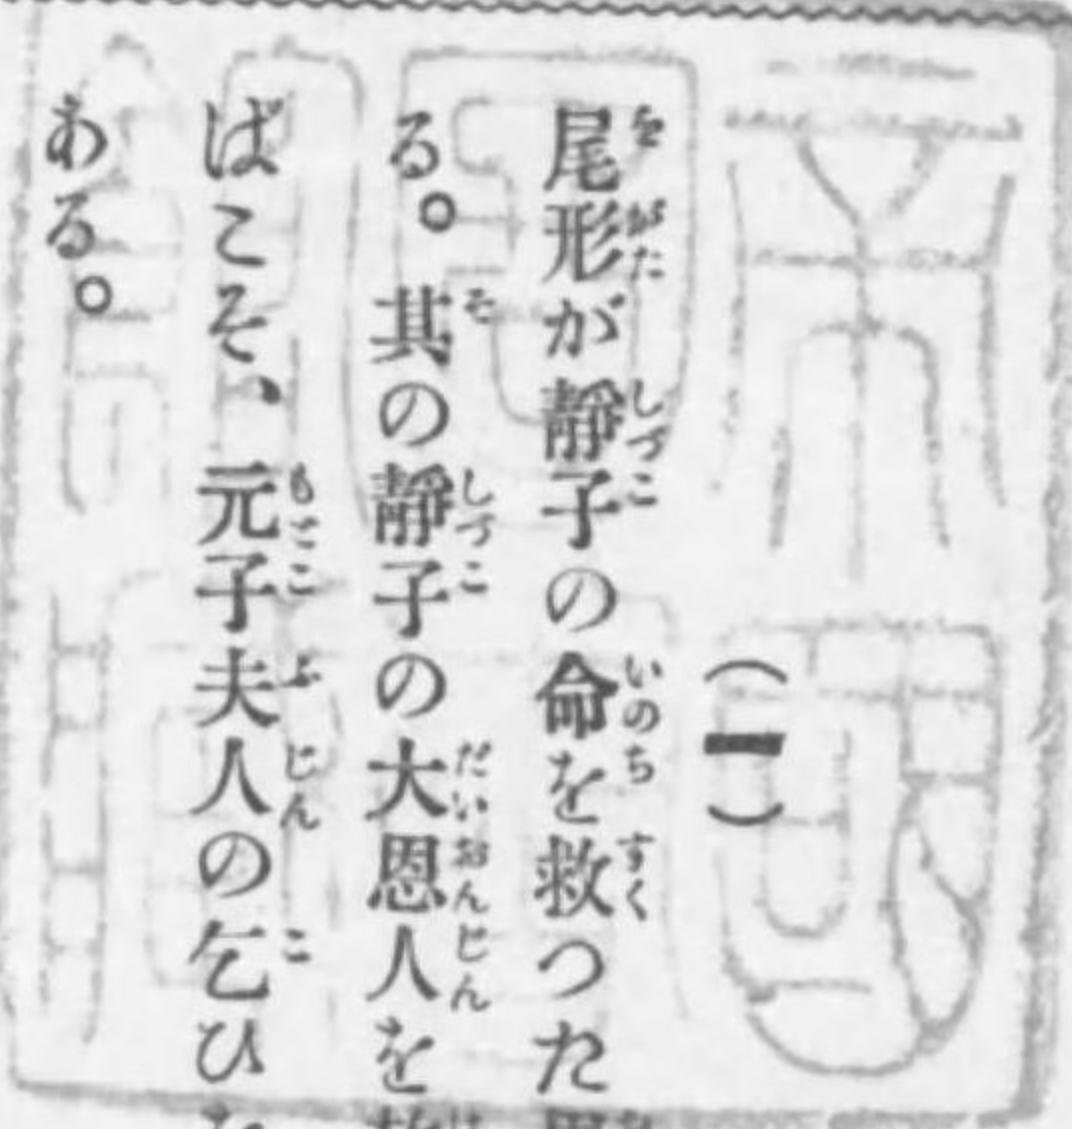 (一)
尾形が靜子の命を救つた
る。其の靜子の大恩人を
ばこそ、元子夫人の乞ひ
ある。